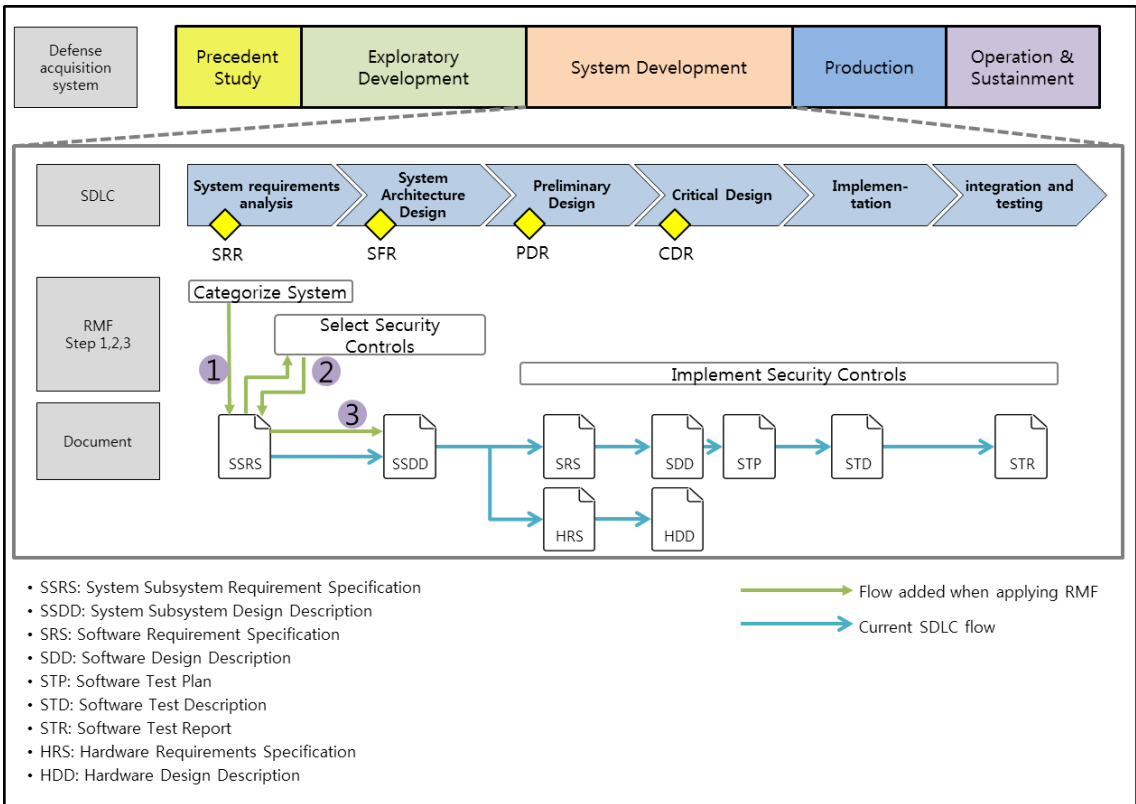 Defense
acquisition
system
Precedent
Study
Exploratory
Development
System Development
Production
Operation &
Sustainment
SDLC
System requirements
analysis
System
Architecture
Design
Preliminary
Design
Critical Design
Implemen-
tation
integration and
testing
SRR
SFR
PDR
CDR
RMF
Step 1,2,3
Categorize System
Select Security
Controls
1
2
Implement Security Controls
3
Document
SSRS
SSDD
SRS
SDD
STP
STD
STR
HRS
HDD
• SSRS: System Subsystem Requirement Specification
• SSDD: System Subsystem Design Description
• SRS: Software Requirement Specification
• SDD: Software Design Description
• STP: Software Test Plan
• STD: Software Test Description
• STR: Software Test Report
• HRS: Hardware Requirements Specification
• HDD: Hardware Design Description
Flow added when applying RMF
Current SDLC flow